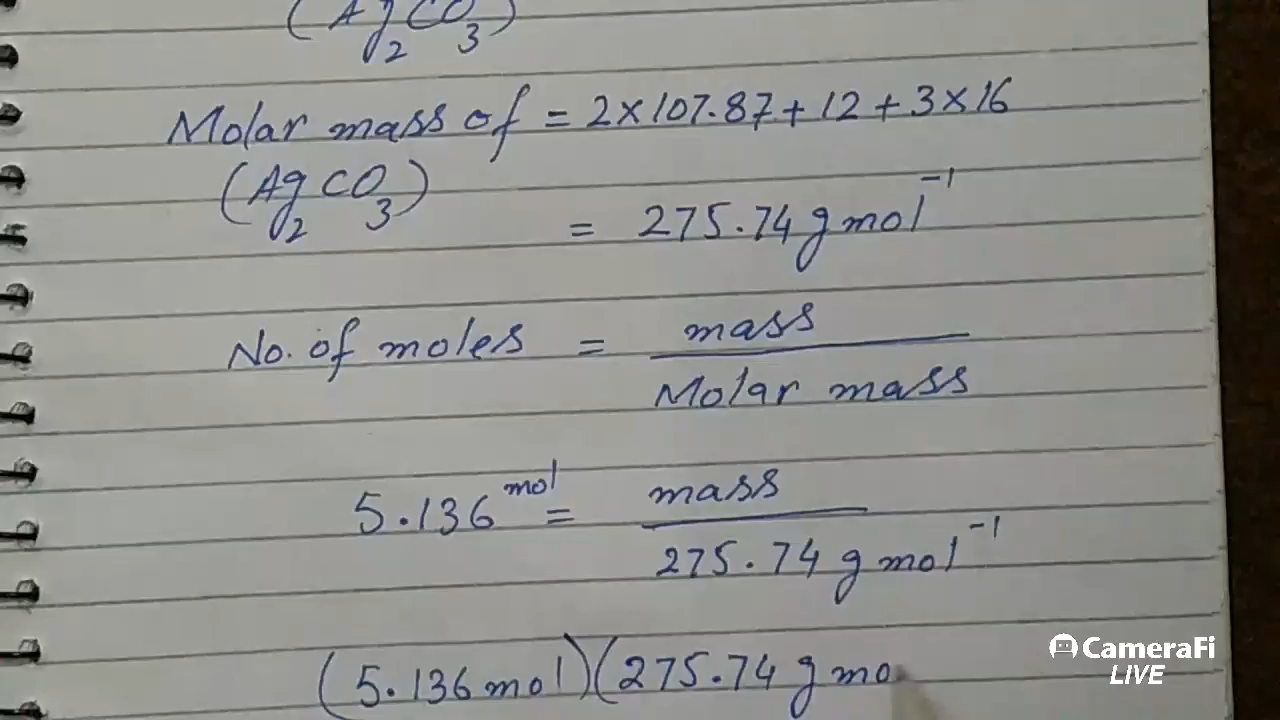 (Ag₂CO₃)
Molar mass of = 2×107.87+12+3×16
(Ag₂CO₃)
= 275.74 g mol⁻¹
No. of moles = mass / Molar mass
5.136 mol = mass / 275.74 g mol⁻¹
(5.136 mol)(275.74 g mo
CameraFi
LIVE